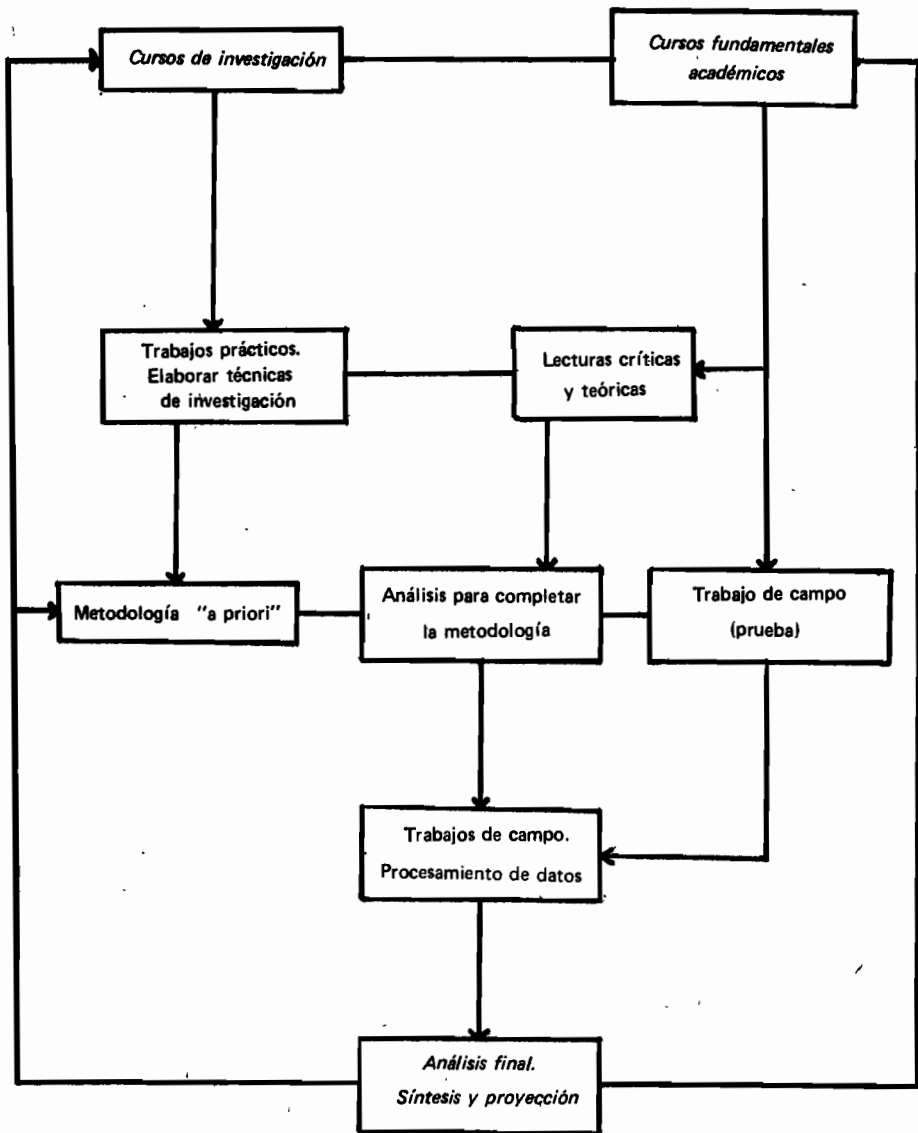 Cursos de investigación
Cursos fundamentales
académicos
Trabajos prácticos.
Elaborar técnicas
de investigación
Lecturas críticas
y teóricas
Metodología "a priori"
Análisis para completar
la metodología
Trabajo de campo
(prueba)
Trabajos de campo.
Procesamiento de datos
Análisis final.
Síntesis y proyección